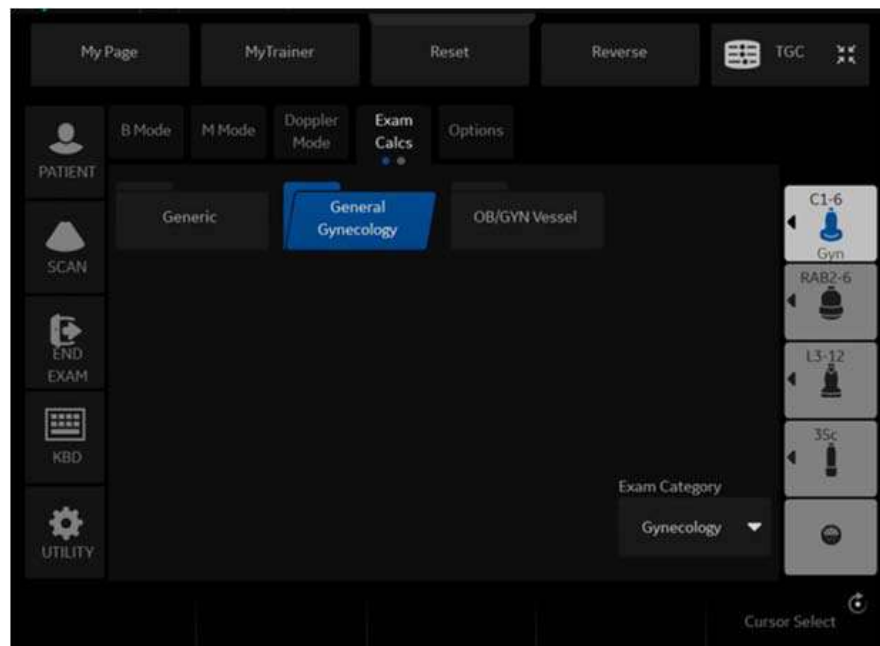 My Page
MyTrainer
Reset
Reverse
TGC
PATIENT
SCAN
END
EXAM
KBD
UTILITY
B Mode
M Mode
Doppler
Mode
Exam
Calcs
Options
Generic
General
Gynecology
OB/GYN Vessel
Exam Category
Gynecology
C1-6
Gyn
RAB2-6
L3-12
3Sc
Cursor Select